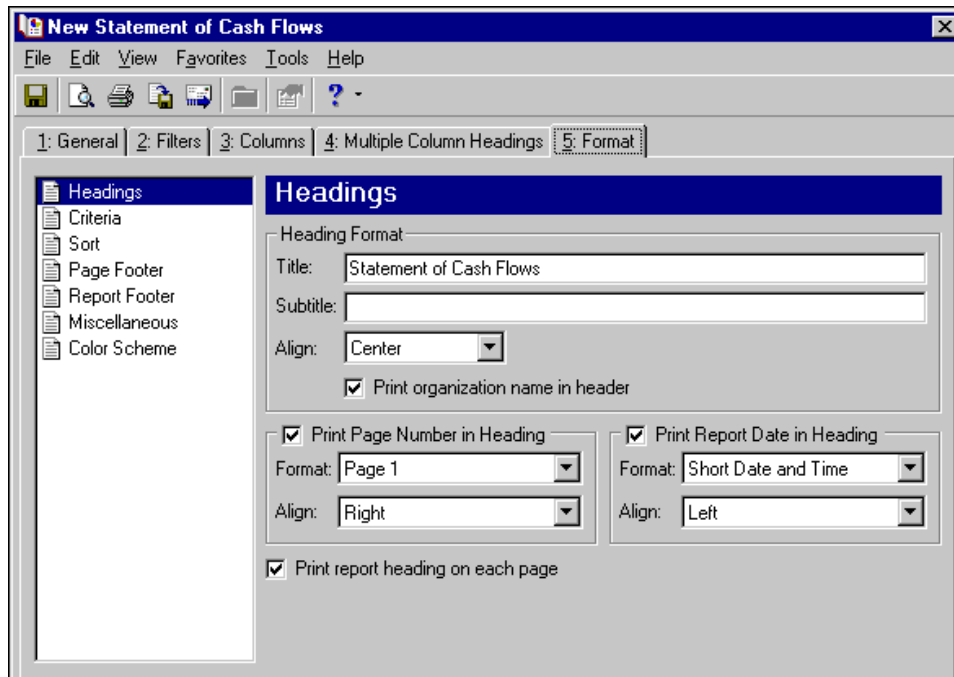 New Statement of Cash Flows
File Edit View Favorites Tools Help
?
1: General 2: Filters 3: Columns 4: Multiple Column Headings 5: Format
Headings
Criteria
Sort
Page Footer
Report Footer
Miscellaneous
Color Scheme
Headings
Heading Format
Title: Statement of Cash Flows
Subtitle:
Align: Center
Print organization name in header
Print Page Number in Heading
Format: Page 1
Align: Right
Print Report Date in Heading
Format: Short Date and Time
Align: Left
Print report heading on each page